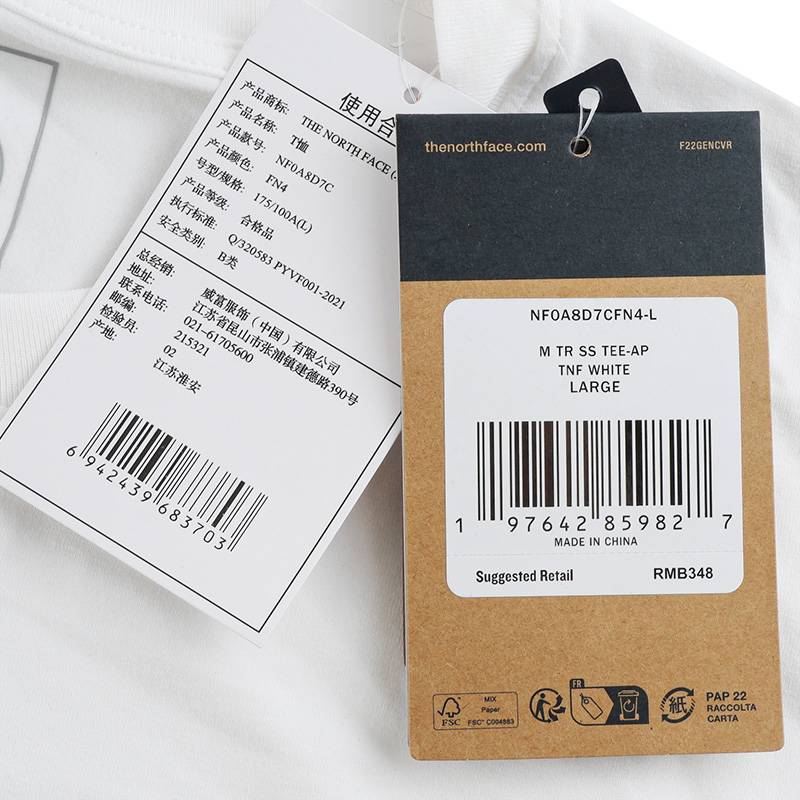 使用合
产品商标: THE NORTH FACE
产品名称: T恤
产品款号: NF0A8D7C
产品颜色: FN4
号型/规格: 175/100A(L)
产品等级: 合格品
执行标准: Q/320583 PYVF001-2021
安全类别: B类
总经销: 威富服饰（中国）有限公司
地址: 江苏省昆山市张浦镇建德路390号
联系电话: 021-61705600
邮编: 215321
检验员: 02
产地: 江苏淮安
6 942439 683703
thenorthface.com
F22GENCVR
NF0A8D7CFN4-L
M TR SS TEE-AP
TNF WHITE
LARGE
1 97642 85982 7
MADE IN CHINA
Suggested Retail RMB348
FSC
MIX
Paper
FSC™ C004883
FR
紙
PAP 22
RACCOLTA
CARTA